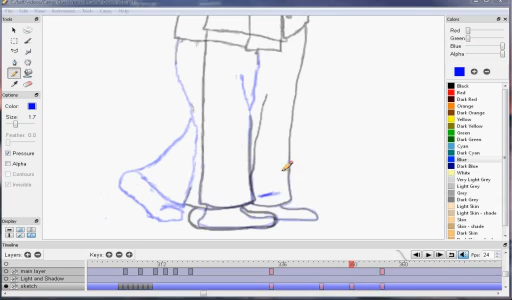 Tools
Options
Color:
Size: 1.7
Feather: 0.0
Pressure
Alpha
Contours
Invisible
Display
Colors
Red
Green
Blue
Alpha
Black
Red
Dark Red
Orange
Dark Orange
Yellow
Dark Yellow
Green
Dark Green
Cyan
Dark Cyan
Blue
Dark Blue
White
Very Light Grey
Light Grey
Grey
Dark Grey
Light Skin
Light Skin - shade
Skin
Skin - shade
Dark Skin
Timeline
Layers:
Keys:
Fps: 24
main layer
Light and Shadow
sketch